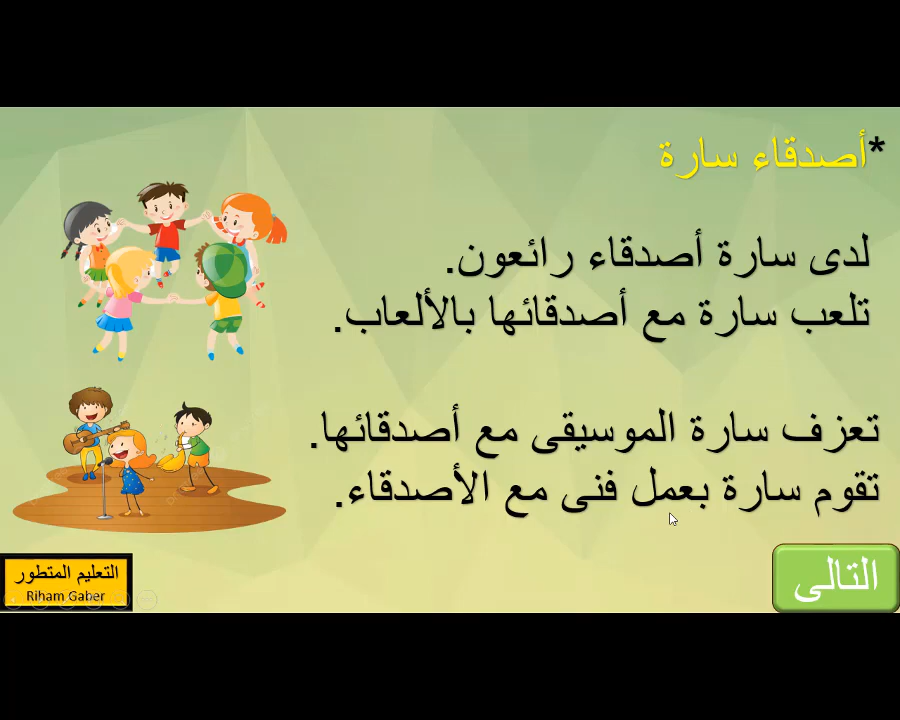 *أصدقاء سارة
لدى سارة أصدقاء رائعون.
تلعب سارة مع أصدقائها بالألعاب.
تعزف سارة الموسيقى مع أصدقائها.
تقوم سارة بعمل فنى مع الأصدقاء.
التالى
التعليم المتطور
Riham Gaber